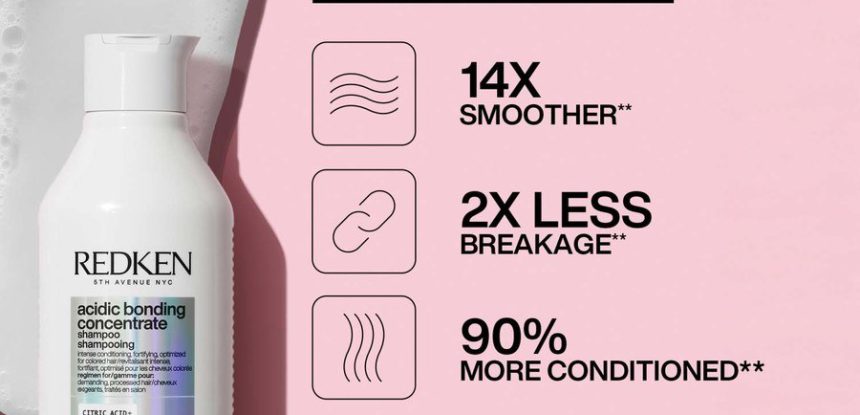 14X
SMOOTHER**
2X LESS
BREAKAGE**
90%
MORE CONDITIONED**
REDKEN
5TH AVENUE NYC
acidic bonding
concentrate
shampoo
shampooing
intense conditioning, fortifying, optimized
for colored hair/revitalisant intense,
fortifiant, optimisé pour les cheveux colorés
regimen for/gamme pour:
demanding, processed hair/cheveux
exigeants, traités en salon
CITRIC ACID+